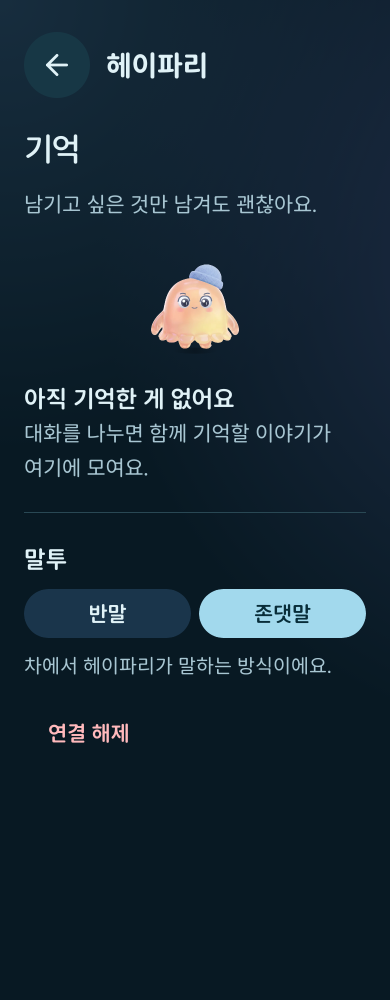 헤이파리
기억
남기고 싶은 것만 남겨도 괜찮아요.
아직 기억한 게 없어요
대화를 나누면 함께 기억할 이야기가
여기에 모여요.
말투
반말
존댓말
차에서 헤이파리가 말하는 방식이에요.
연결 해제